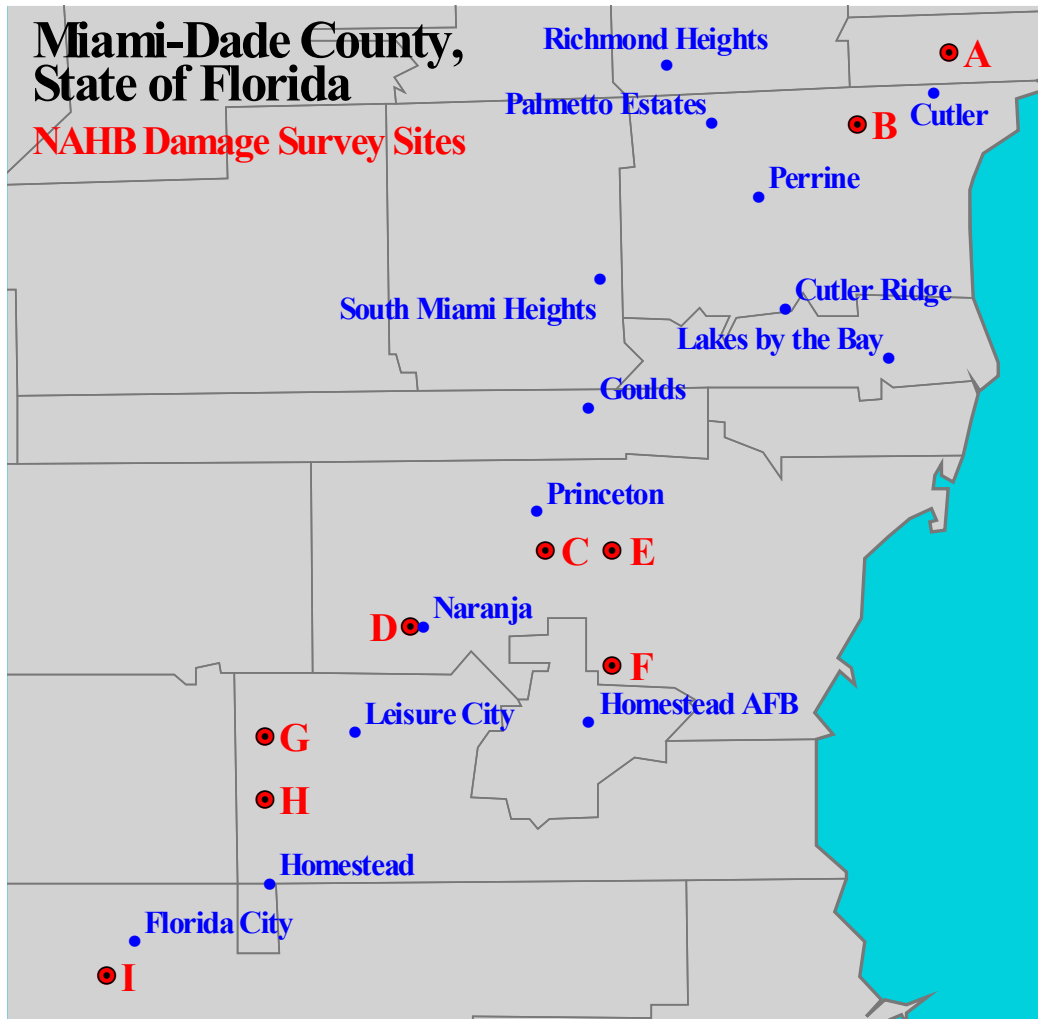 Miami-Dade County,
State of Florida
NAHB Damage Survey Sites
Richmond Heights
A
Palmetto Estates
Cutler
B
Perrine
South Miami Heights
Cutler Ridge
Lakes by the Bay
Goulds
Princeton
C
E
D
Naranja
F
Leisure City
Homestead AFB
G
H
Homestead
Florida City
I